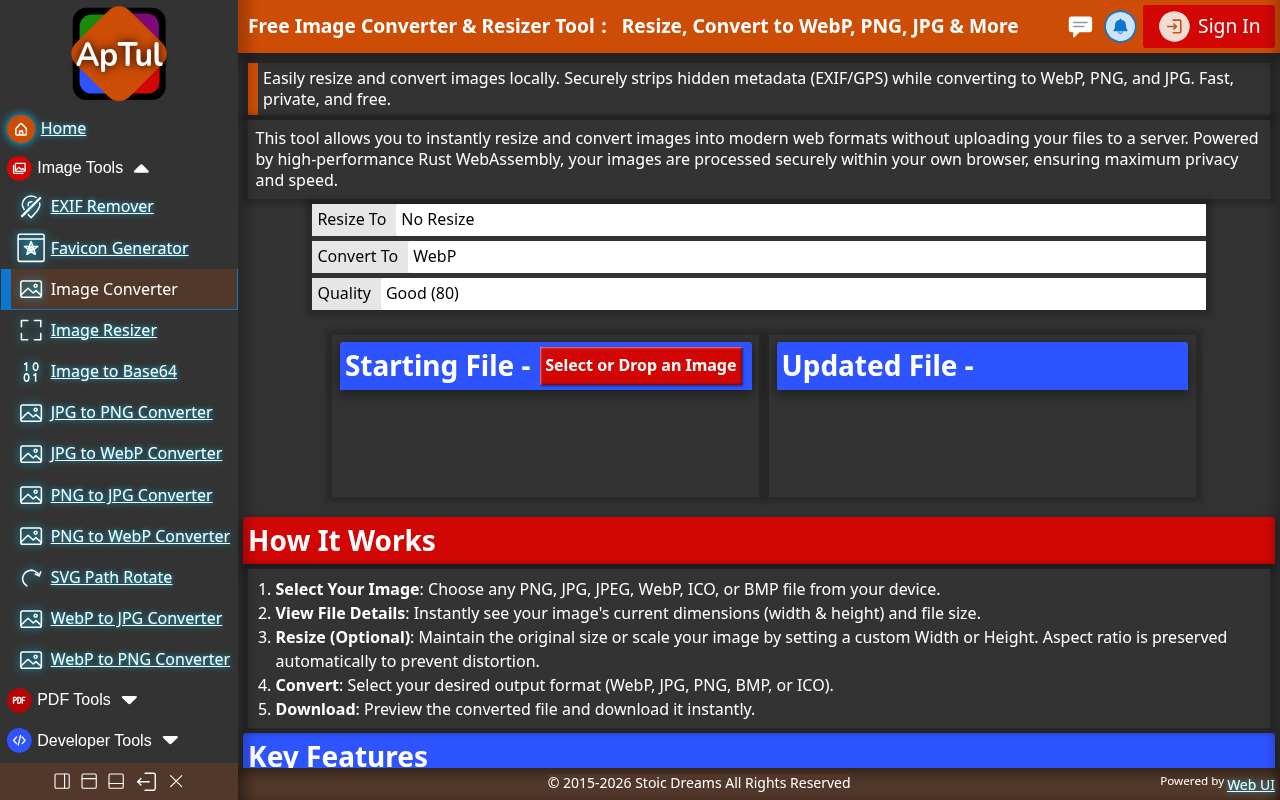 ApTul
Home
Image Tools
EXIF Remover
Favicon Generator
Image Converter
Image Resizer
Image to Base64
JPG to PNG Converter
JPG to WebP Converter
PNG to JPG Converter
PNG to WebP Converter
SVG Path Rotate
WebP to JPG Converter
WebP to PNG Converter
PDF
PDF Tools
Developer Tools
Free Image Converter & Resizer Tool : Resize, Convert to WebP, PNG, JPG & More
Sign In
Easily resize and convert images locally. Securely strips hidden metadata (EXIF/GPS) while converting to WebP, PNG, and JPG. Fast,
private, and free.
This tool allows you to instantly resize and convert images into modern web formats without uploading your files to a server. Powered
by high-performance Rust WebAssembly, your images are processed securely within your own browser, ensuring maximum privacy
and speed.
Resize To No Resize
Convert To WebP
Quality Good (80)
Starting File - Select or Drop an Image
Updated File -
How It Works
1. Select Your Image: Choose any PNG, JPG, JPEG, WebP, ICO, or BMP file from your device.
2. View File Details: Instantly see your image's current dimensions (width & height) and file size.
3. Resize (Optional): Maintain the original size or scale your image by setting a custom Width or Height. Aspect ratio is preserved
automatically to prevent distortion.
4. Convert: Select your desired output format (WebP, JPG, PNG, BMP, or ICO).
5. Download: Preview the converted file and download it instantly.
Key Features
© 2015-2026 Stoic Dreams All Rights Reserved
Powered by Web UI